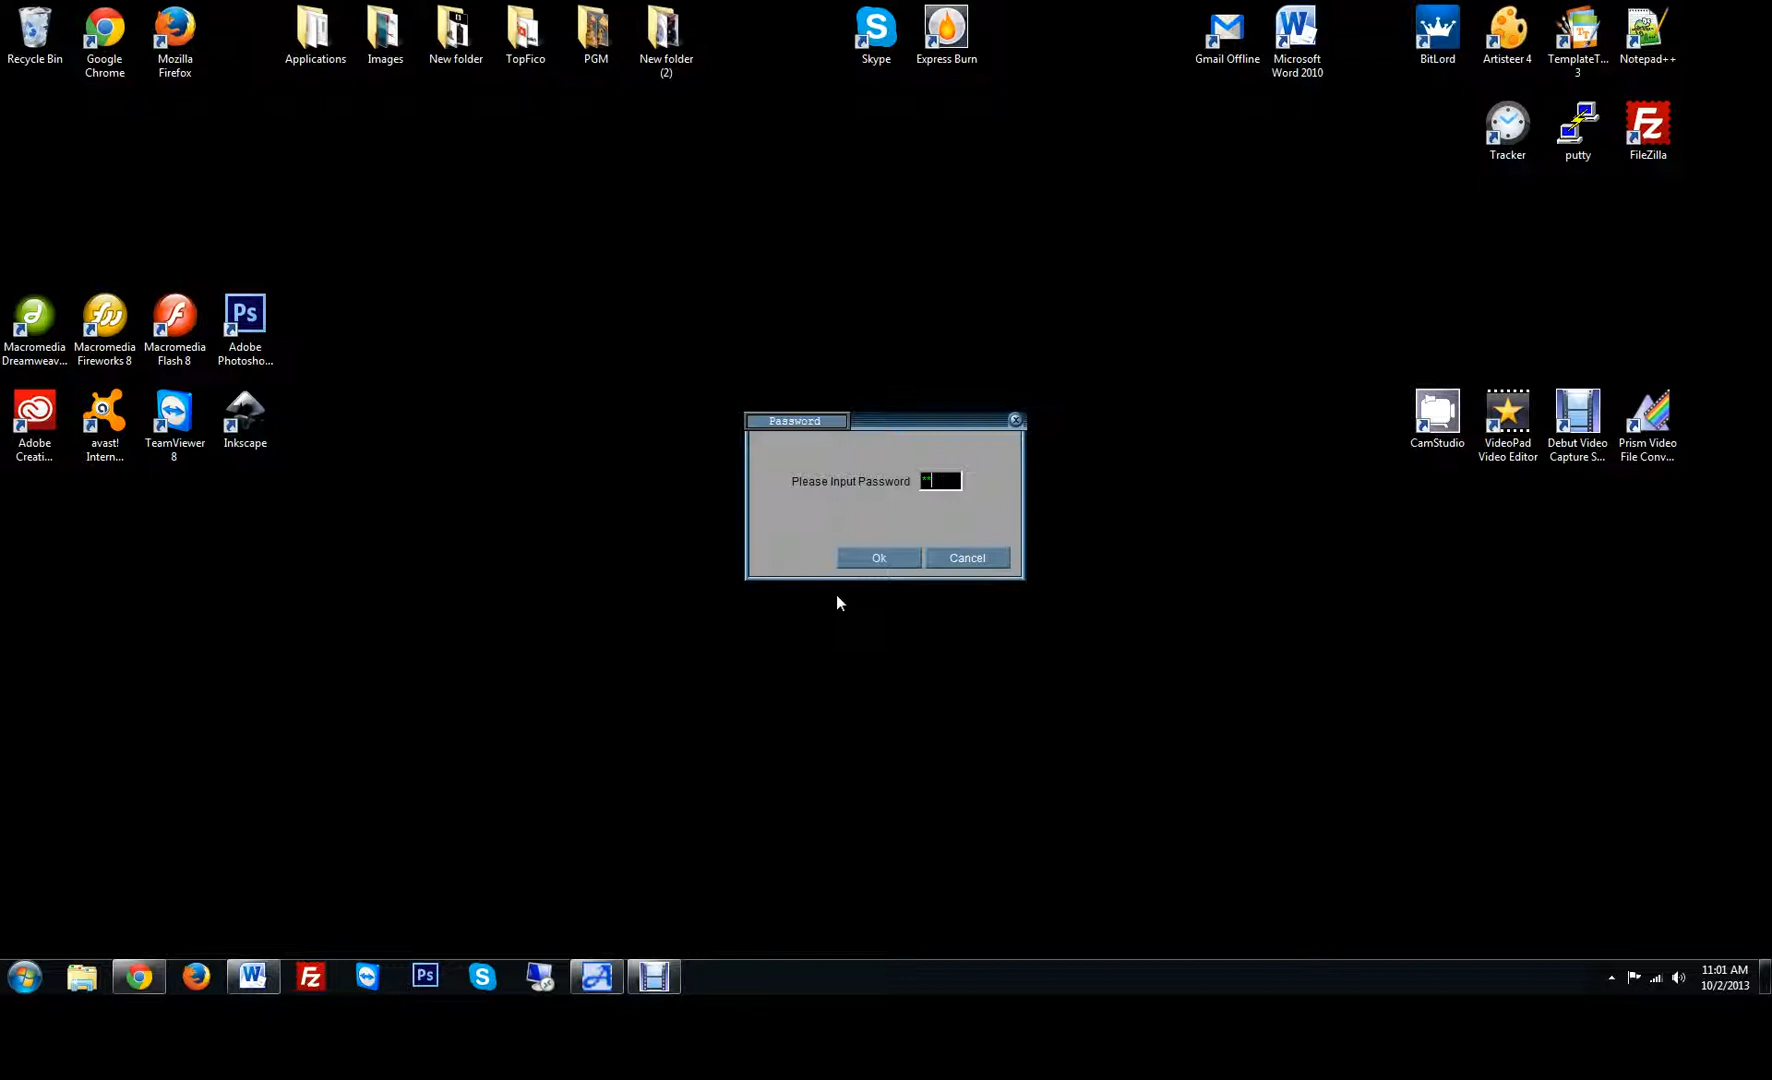 Recycle Bin
Google
Chrome
Mozilla
Firefox
Applications
Images
New folder
TopFico
PGM
New folder
(2)
Skype
Express Burn
Gmail Offline
Microsoft
Word 2010
BitLord
Artisteer 4
TemplateT...
3
Notepad++
Tracker
putty
FileZilla
Macromedia
Dreamweav...
Macromedia
Fireworks 8
Macromedia
Flash 8
Ps
Adobe
Photosho...
Adobe
Creati...
avast!
Intern...
TeamViewer
8
Inkscape
Password
Please Input Password **
Ok Cancel
CamStudio
VideoPad
Video Editor
Debut Video
Capture S...
Prism Video
File Conv...
Ps
11:01 AM
10/2/2013